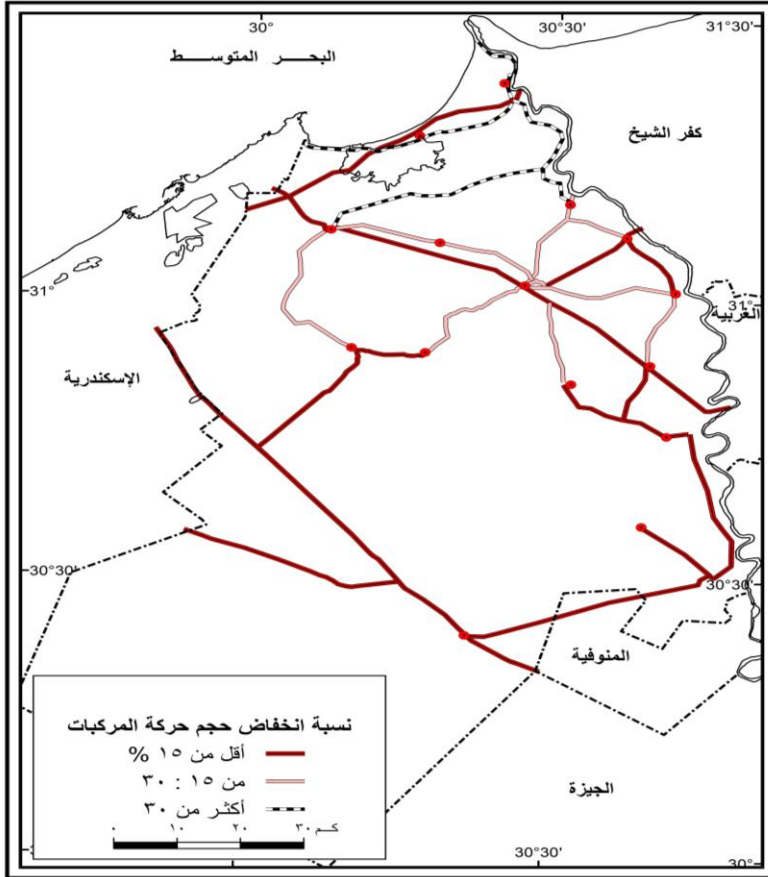 30°
30°30'
31°30'
البحـــر المتوســـط
كفر الشيخ
31°
31°
الغربية
الإسكندرية
30°30'
30°30'
المنوفية
الجيزة
نسبة انخفاض حجم حركة المركبات
أقل من ١٥ %
من ١٥ : ٣٠
أكثر من ٣٠
٠ ١٠ ٢٠ ٣٠ كم
30°
30°30'